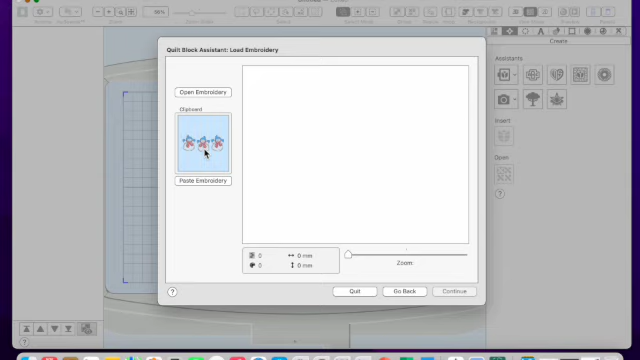 Quilt Block Assistant: Load Embroidery
Create
Assistants
Open Embroidery
Clipboard
Paste Embroidery
Insert
Open
0
0 mm
0
0 mm
Zoom:
Quit
Go Back
Continue